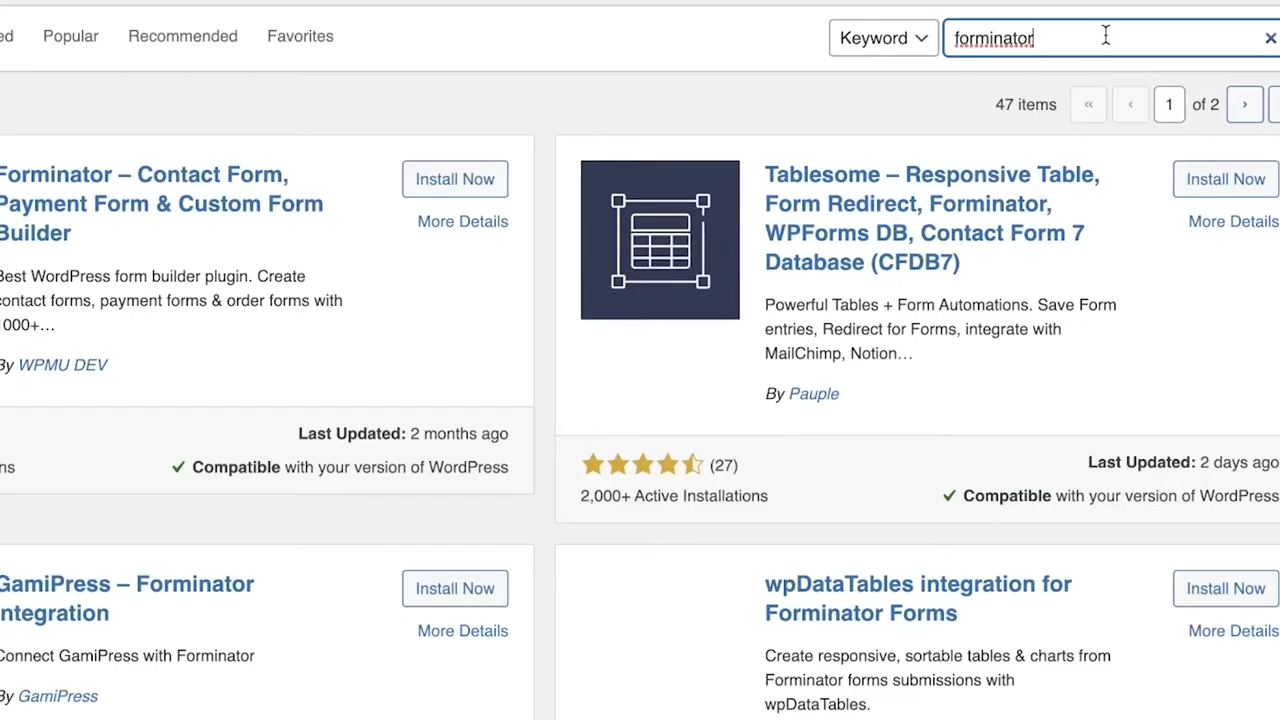 ed Popular Recommended Favorites Keyword forminator ×
47 items « ‹ 1 of 2 ›
Forminator – Contact Form,
Payment Form & Custom Form
Builder
Install Now
More Details
Best WordPress form builder plugin. Create
contact forms, payment forms & order forms with
1000+…
By WPMU DEV
Last Updated: 2 months ago
ns Compatible with your version of WordPress
Tablesome – Responsive Table,
Form Redirect, Forminator,
WPForms DB, Contact Form 7
Database (CFDB7)
Install Now
More Details
Powerful Tables + Form Automations. Save Form
entries, Redirect for Forms, integrate with
MailChimp, Notion…
By Pauple
(27)
Last Updated: 2 days ago
2,000+ Active Installations
Compatible with your version of WordPress
GamiPress – Forminator
integration
Install Now
More Details
Connect GamiPress with Forminator
By GamiPress
wpDataTables integration for
Forminator Forms
Install Now
More Details
Create responsive, sortable tables & charts from
Forminator forms submissions with
wpDataTables.